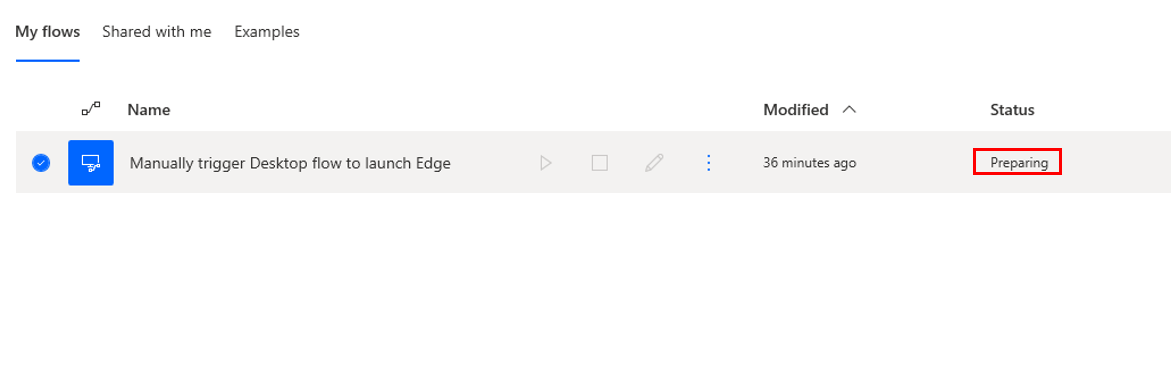 My flows Shared with me Examples
Name Modified Status
Manually trigger Desktop flow to launch Edge 36 minutes ago Preparing